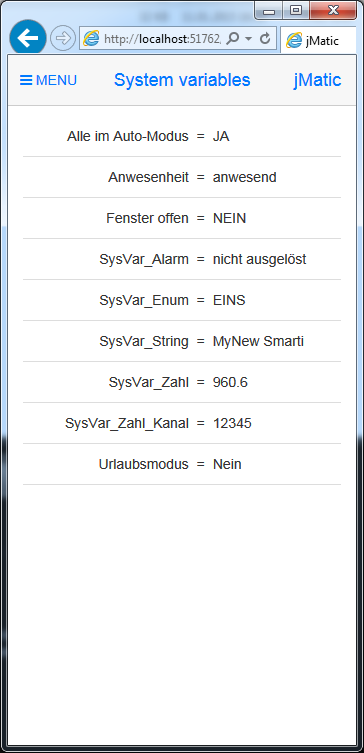 http://localhost:51762,
jMatic
MENU System variables jMatic
Alle im Auto-Modus = JA
Anwesenheit = anwesend
Fenster offen = NEIN
SysVar_Alarm = nicht ausgelöst
SysVar_Enum = EINS
SysVar_String = MyNew Smarti
SysVar_Zahl = 960.6
SysVar_Zahl_Kanal = 12345
Urlaubsmodus = Nein